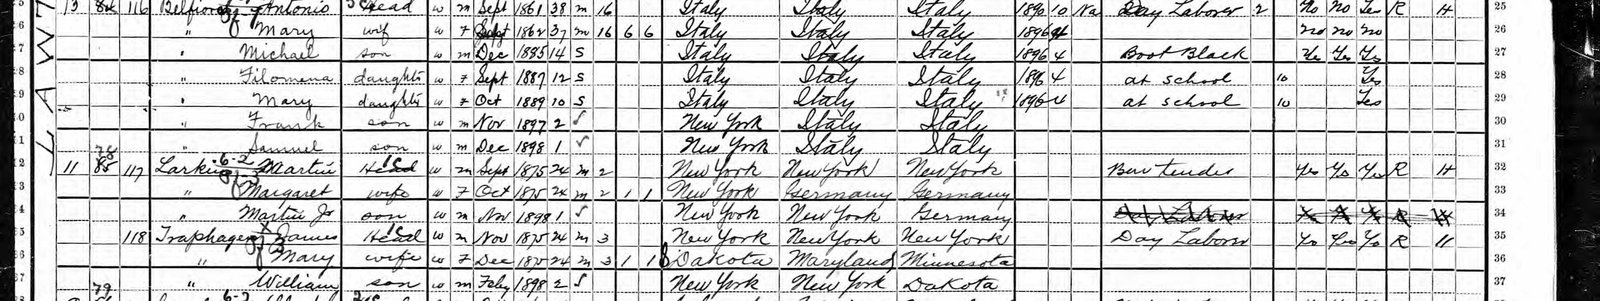 13 116 Belfiore Antonio Head w m Sept 1861 38 m 16 Italy Italy Italy 1890 10 Na Day Laborer 2 No No Yes R H 25
" Mary wif w F Sept 1862 37 m 16 6 6 Italy Italy Italy 1896 4 no no no 26
" Michael son w m Dec 1885 14 S Italy Italy Italy 1896 4 Boot Black Yes Yes Yes 27
" Filomena daughter w F Sept 1887 12 S Italy Italy Italy 1896 4 at school 10 Yes 28
" Mary daughter w F Oct 1889 10 S Italy Italy Italy 1896 4 at school 10 Yes 29
" Frank son w m Nov 1897 2 S New York Italy Italy 30
" Samuel son w m Dec 1898 1 S New York Italy Italy 31
11 85 117 Larkin Martin Head w m Sept 1875 24 m 2 New York New York New York Bar tender Yes Yes Yes R H 32
" Margaret wife w F Oct 1875 24 m 2 1 1 New York Germany Germany 33
" Martin Jr son w m Nov 1898 1 S New York New York Germany 34
118 Traphagen James Head w m Nov 1875 24 m 3 New York New York New York Day Laborer Yes Yes Yes R H 35
" Mary wife w F Dec 1875 24 m 3 1 1 Dakota Maryland Minnesota 36
79 " William son w m Feby 1898 2 S New York New York Dakota 37